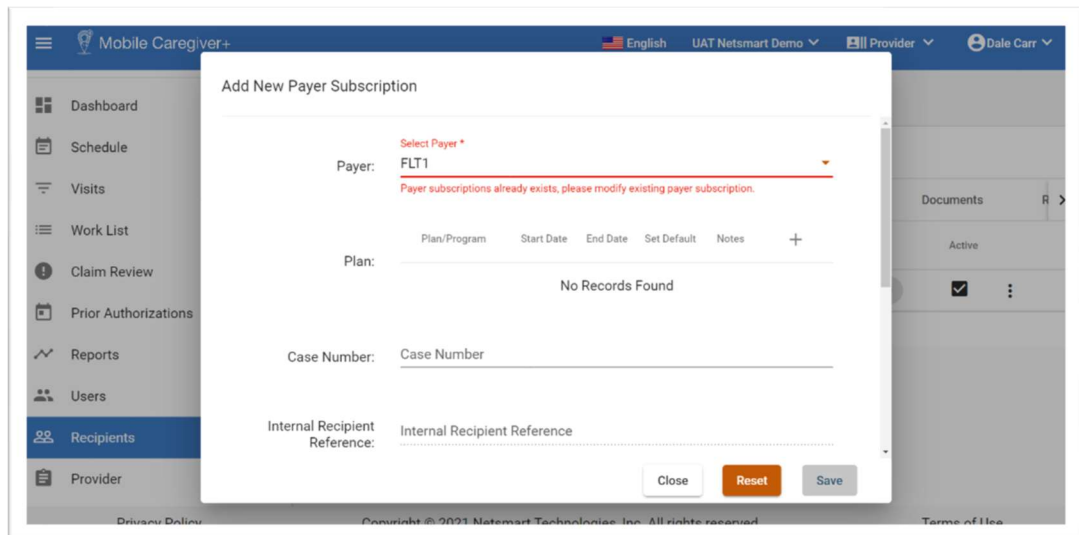 Mobile Caregiver+ English UAT Netsmart Demo Provider Dale Carr
Add New Payer Subscription
Dashboard
Schedule
Visits
Work List
Claim Review
Prior Authorizations
Reports
Users
Recipients
Provider
Select Payer *
Payer: FLT1
Payer subscriptions already exists, please modify existing payer subscription.
Plan/Program Start Date End Date Set Default Notes +
Plan:
No Records Found
Case Number: Case Number
Internal Recipient Reference
Internal Recipient
Reference:
Close Reset Save
Documents R
Active
Privacy Policy Copyright © 2021 Netsmart Technologies, Inc. All rights reserved. Terms of Use